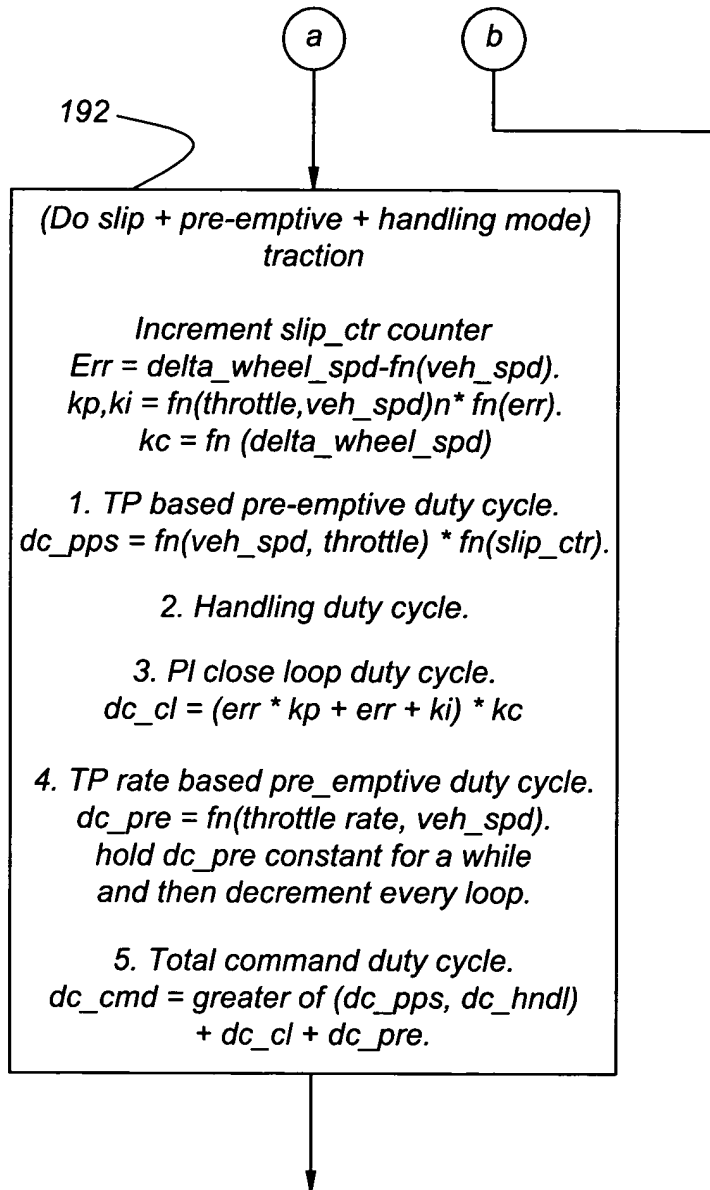 a
b
192
(Do slip + pre-emptive + handling mode)
traction
Increment slip_ctr counter
Err = delta_wheel_spd-fn(veh_spd).
kp,ki = fn(throttle,veh_spd)n* fn(err).
kc = fn (delta_wheel_spd)
1. TP based pre-emptive duty cycle.
dc_pps = fn(veh_spd, throttle) * fn(slip_ctr).
2. Handling duty cycle.
3. PI close loop duty cycle.
dc_cl = (err * kp + err + ki) * kc
4. TP rate based pre_emptive duty cycle.
dc_pre = fn(throttle rate, veh_spd).
hold dc_pre constant for a while
and then decrement every loop.
5. Total command duty cycle.
dc_cmd = greater of (dc_pps, dc_hndl)
+ dc_cl + dc_pre.